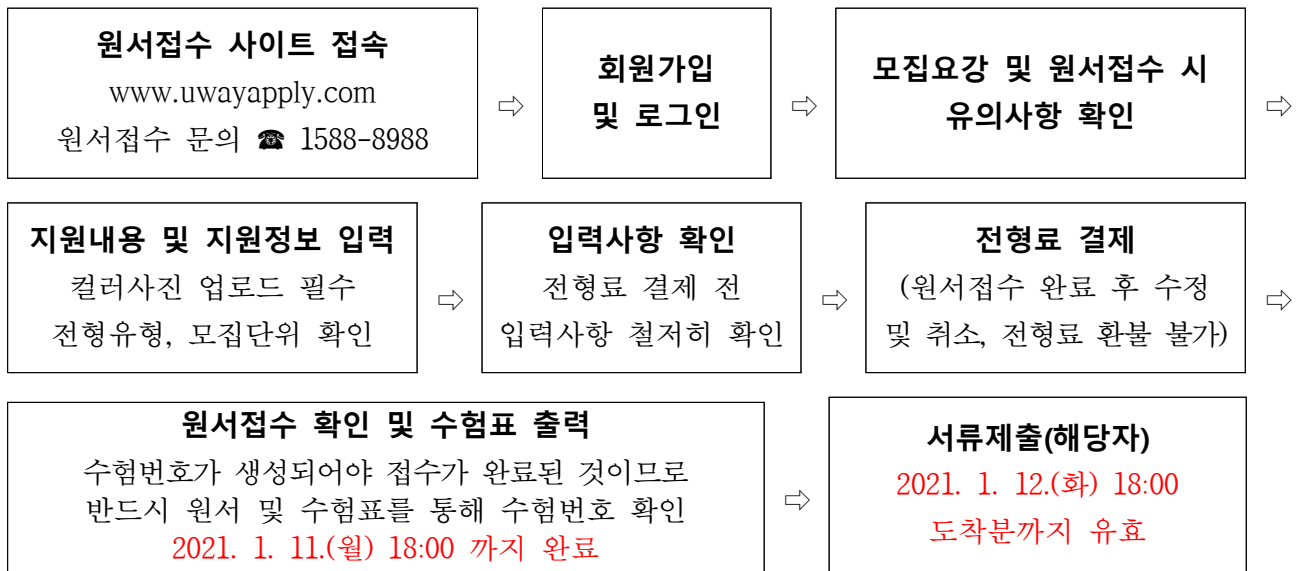 원서접수 사이트 접속
www.uwayapply.com
원서접수 문의 ☎ 1588-8988
⇨
회원가입
및 로그인
⇨
모집요강 및 원서접수 시
유의사항 확인
⇨
지원내용 및 지원정보 입력
컬러사진 업로드 필수
전형유형, 모집단위 확인
⇨
입력사항 확인
전형료 결제 전
입력사항 철저히 확인
⇨
전형료 결제
(원서접수 완료 후 수정
및 취소, 전형료 환불 불가)
⇨
원서접수 확인 및 수험표 출력
수험번호가 생성되어야 접수가 완료된 것이므로
반드시 원서 및 수험표를 통해 수험번호 확인
2021. 1. 11.(월) 18:00 까지 완료
⇨
서류제출(해당자)
2021. 1. 12.(화) 18:00
도착분까지 유효